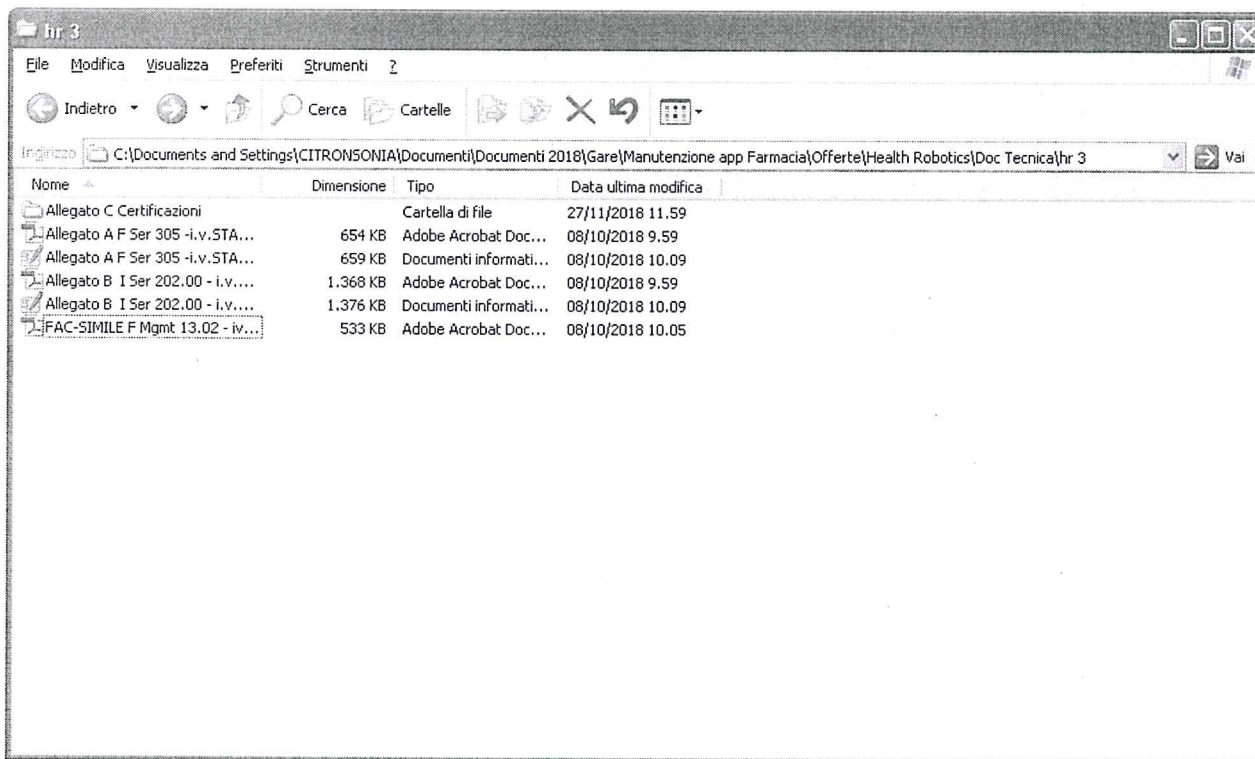 hr 3
File Modifica Visualizza Preferiti Strumenti ?
Indietro Cerca Cartelle
Indirizzo C:\Documents and Settings\CITRONSONIA\Documenti\Documenti 2018\Gare\Manutenzione app Farmacia\Offerte\Health Robotics\Doc Tecnica\hr 3 Vai
Nome Dimensione Tipo Data ultima modifica
Allegato C Certificazioni Cartella di file 27/11/2018 11.59
Allegato A F Ser 305 -i.v.STA... 654 KB Adobe Acrobat Doc... 08/10/2018 9.59
Allegato A F Ser 305 -i.v.STA... 659 KB Documenti informati... 08/10/2018 10.09
Allegato B I Ser 202.00 - i.v.... 1.368 KB Adobe Acrobat Doc... 08/10/2018 9.59
Allegato B I Ser 202.00 - i.v.... 1.376 KB Documenti informati... 08/10/2018 10.09
FAC-SIMILE F Mgmt 13.02 - iv... 533 KB Adobe Acrobat Doc... 08/10/2018 10.05